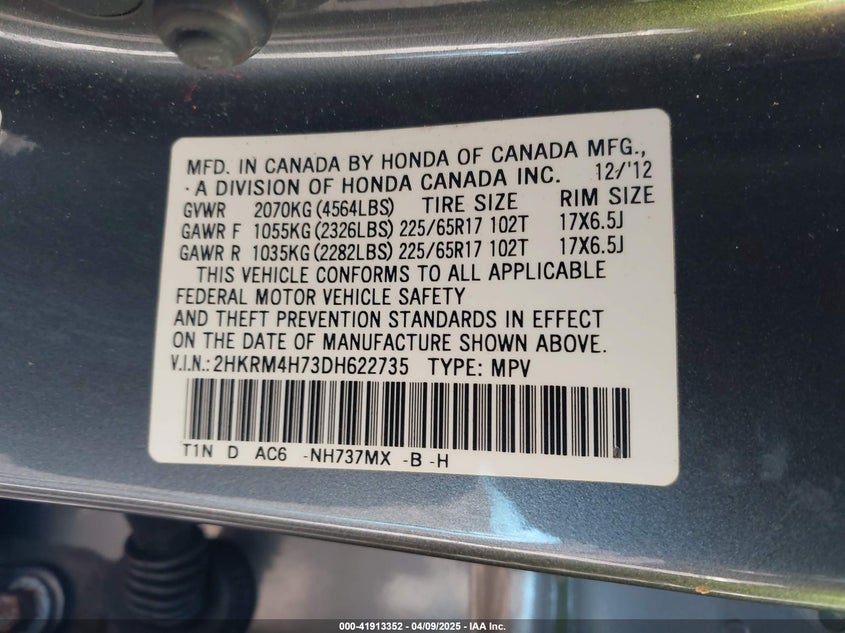 MFD. IN CANADA BY HONDA OF CANADA MFG.,
A DIVISION OF HONDA CANADA INC. 12/'12
GVWR 2070KG (4564LBS) TIRE SIZE RIM SIZE
GAWR F 1055KG (2326LBS) 225/65R17 102T 17X6.5J
GAWR R 1035KG (2282LBS) 225/65R17 102T 17X6.5J
THIS VEHICLE CONFORMS TO ALL APPLICABLE
FEDERAL MOTOR VEHICLE SAFETY
AND THEFT PREVENTION STANDARDS IN EFFECT
ON THE DATE OF MANUFACTURE SHOWN ABOVE.
V.I.N.: 2HKRM4H73DH622735 TYPE: MPV
T1N D AC6 -NH737MX -B -H
000-41913352 | 04/09/2025 - IAA Inc.